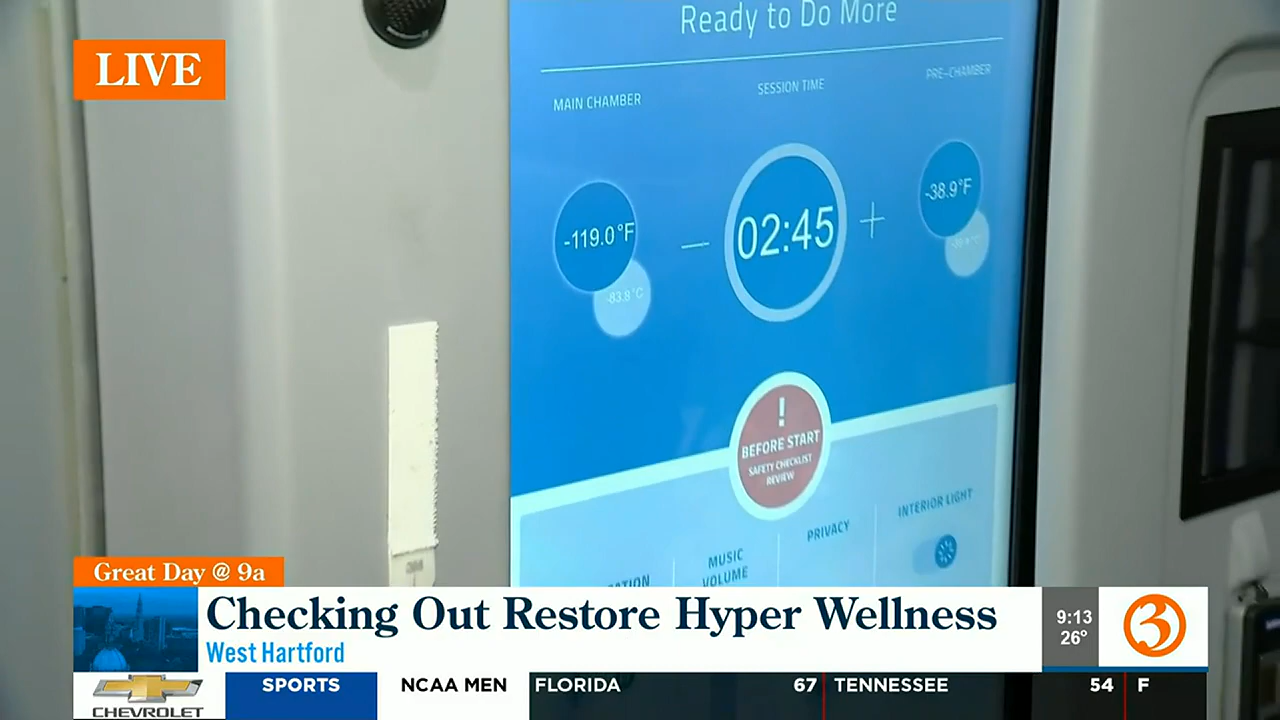 LIVE
Ready to Do More
MAIN CHAMBER
SESSION TIME
PRE-CHAMBER
-119.0°F
-83.8°C
—
02:45
+
-38.9°F
!
BEFORE START
SAFETY CHECKLIST
REVIEW
MUSIC
VOLUME
PRIVACY
INTERIOR LIGHT
Great Day @ 9a
Checking Out Restore Hyper Wellness
West Hartford
9:13
26°
3
CHEVROLET
SPORTS
NCAA MEN
FLORIDA 67
TENNESSEE 54
F